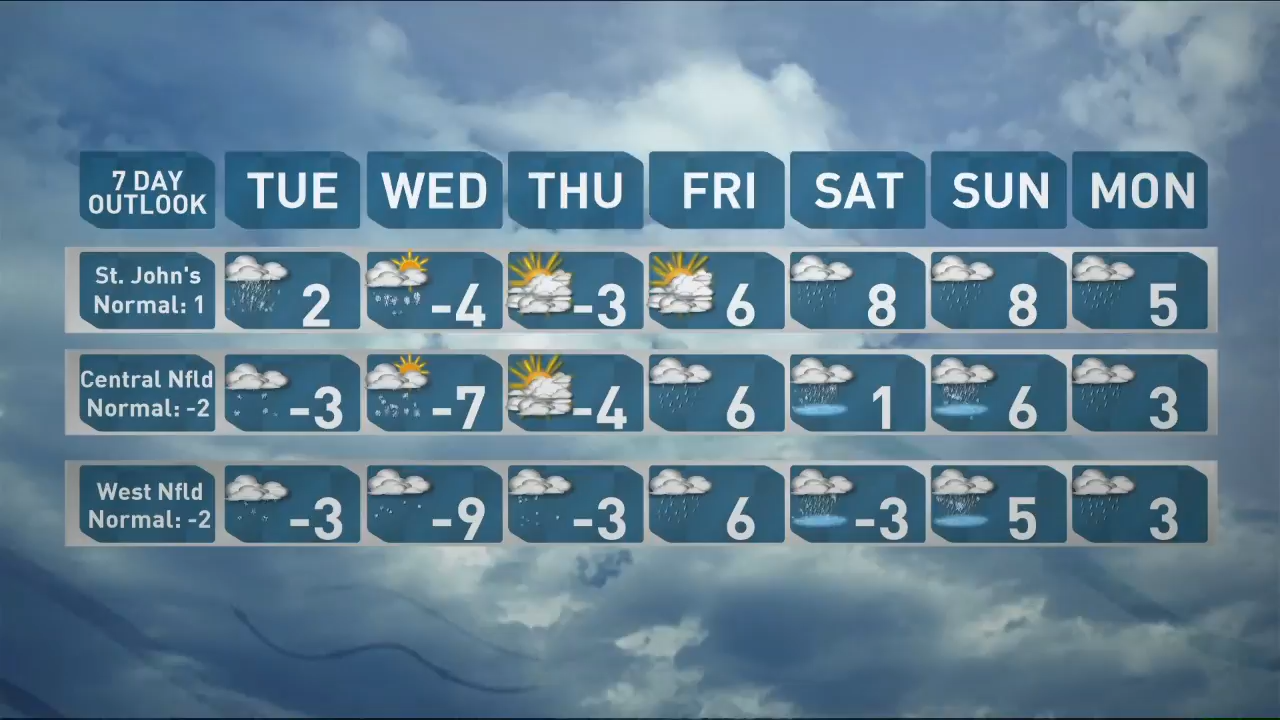 7 DAY
OUTLOOK
TUE WED THU FRI SAT SUN MON
St. John's
Normal: 1
2 -4 -3 6 8 8 5
Central Nfld
Normal: -2
-3 -7 -4 6 1 6 3
West Nfld
Normal: -2
-3 -9 -3 6 -3 5 3